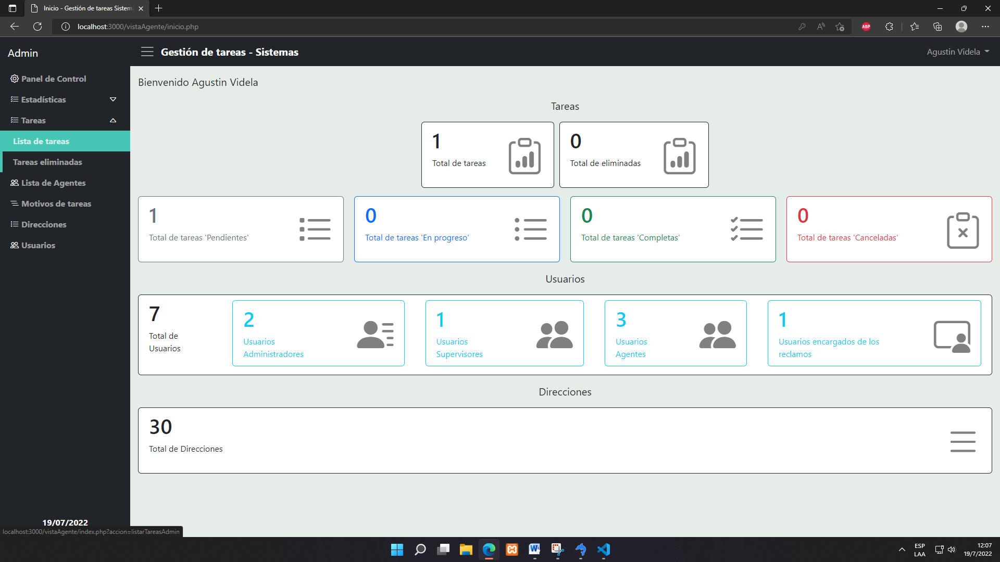 Inicio - Gestión de tareas Sistem
localhost:3000/vistaAgente/inicio.php
ABP
Admin
Gestión de tareas - Sistemas
Agustin Videla
Panel de Control
Estadísticas
Tareas
Lista de tareas
Tareas eliminadas
Lista de Agentes
Motivos de tareas
Direcciones
Usuarios
Bienvenido Agustin Videla
Tareas
1
Total de tareas
0
Total de eliminadas
1
Total de tareas 'Pendientes'
0
Total de tareas 'En progreso'
0
Total de tareas 'Completas'
0
Total de tareas 'Canceladas'
Usuarios
7
Total de
Usuarios
2
Usuarios
Administradores
1
Usuarios
Supervisores
3
Usuarios
Agentes
1
Usuarios encargados de los
reclamos
Direcciones
30
Total de Direcciones
19/07/2022
localhost:3000/vistaAgente/index.php?accion=listarTareasAdmin
ESP
LAA
12:07
19/7/2022